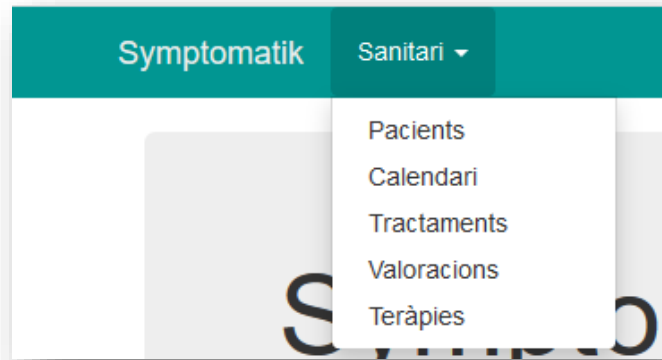 Symptomatik Sanitari
Pacients
Calendari
Tractaments
Valoracions
Teràpies